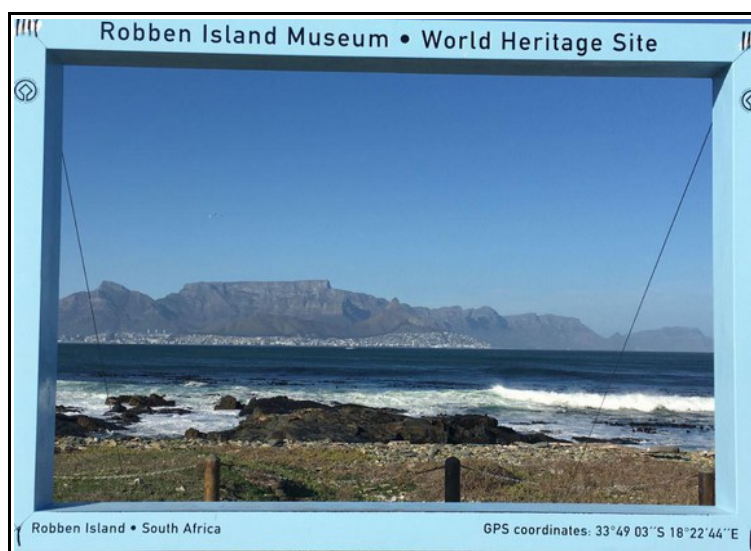 Robben Island Museum • World Heritage Site
Robben Island • South Africa
GPS coordinates: 33°49 03´´S 18°22´44´´E